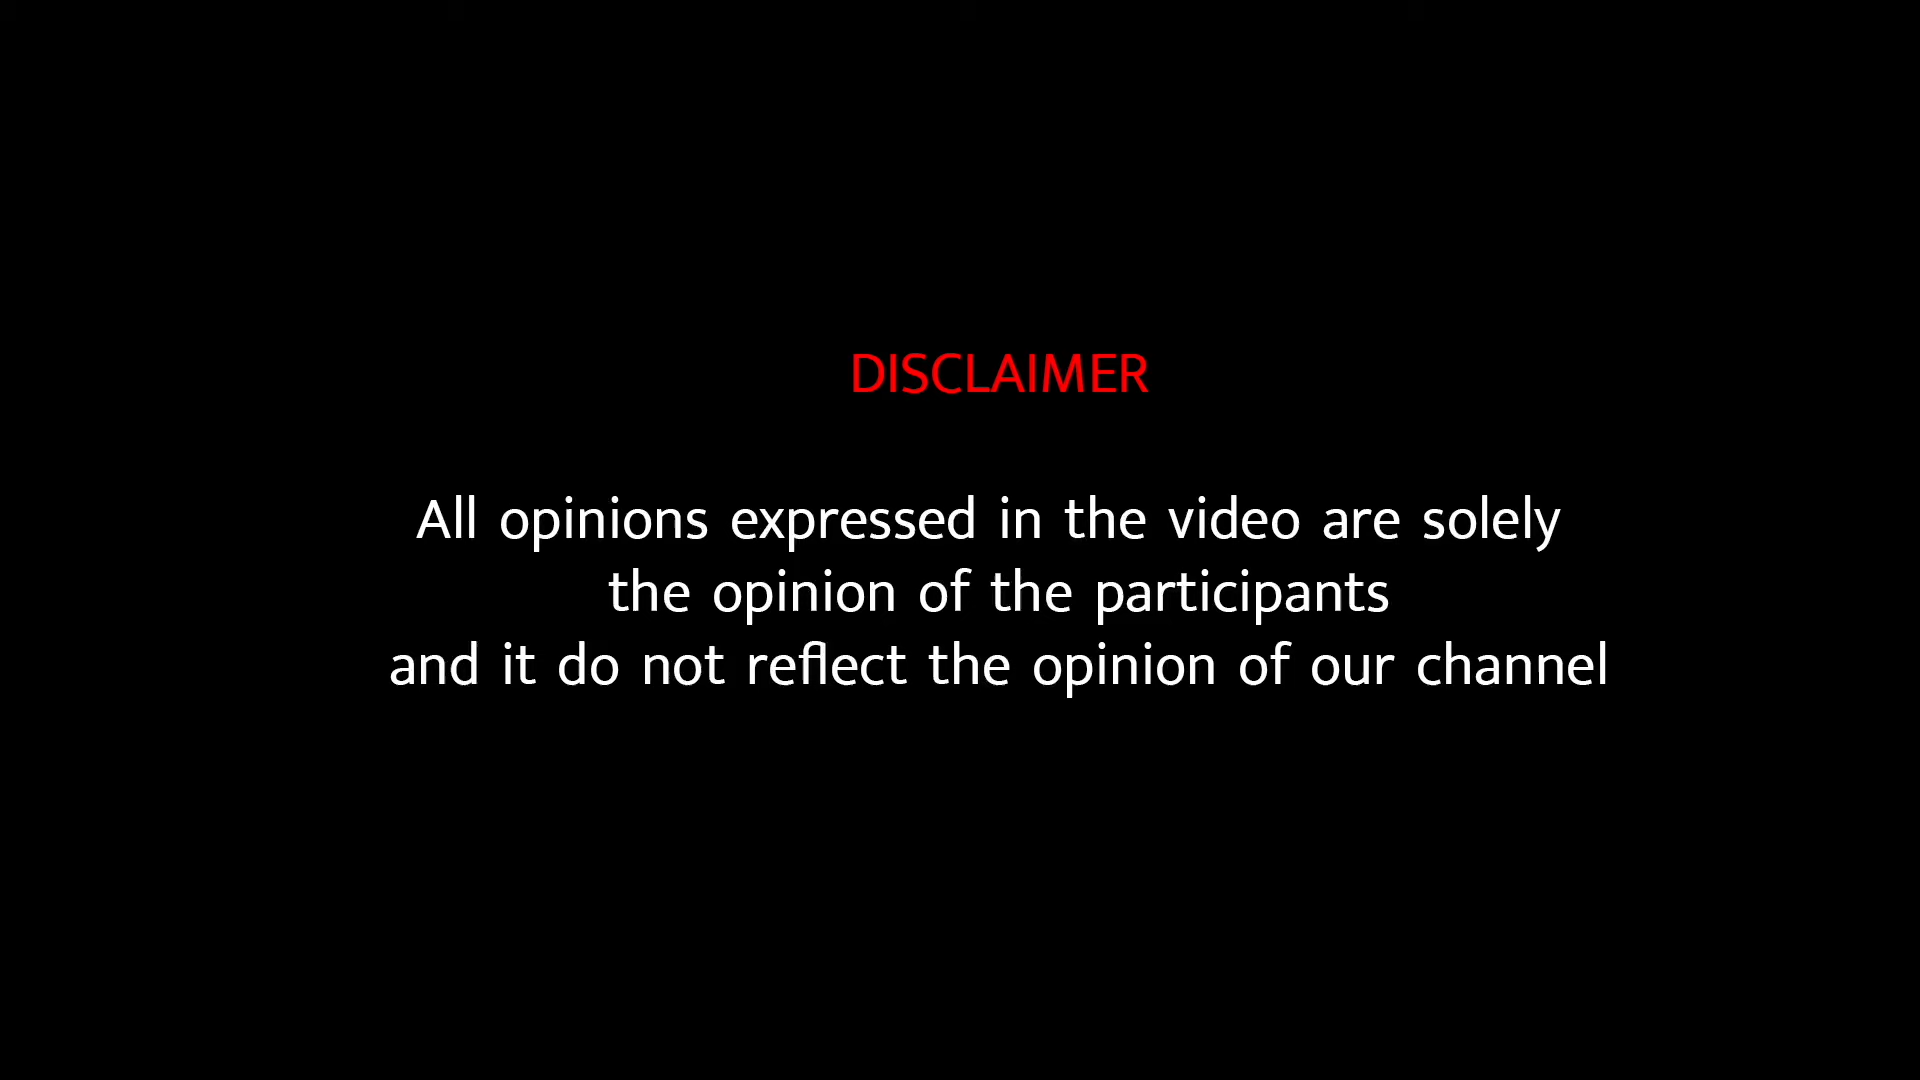 DISCLAIMER
All opinions expressed in the video are solely
the opinion of the participants
and it do not reflect the opinion of our channel